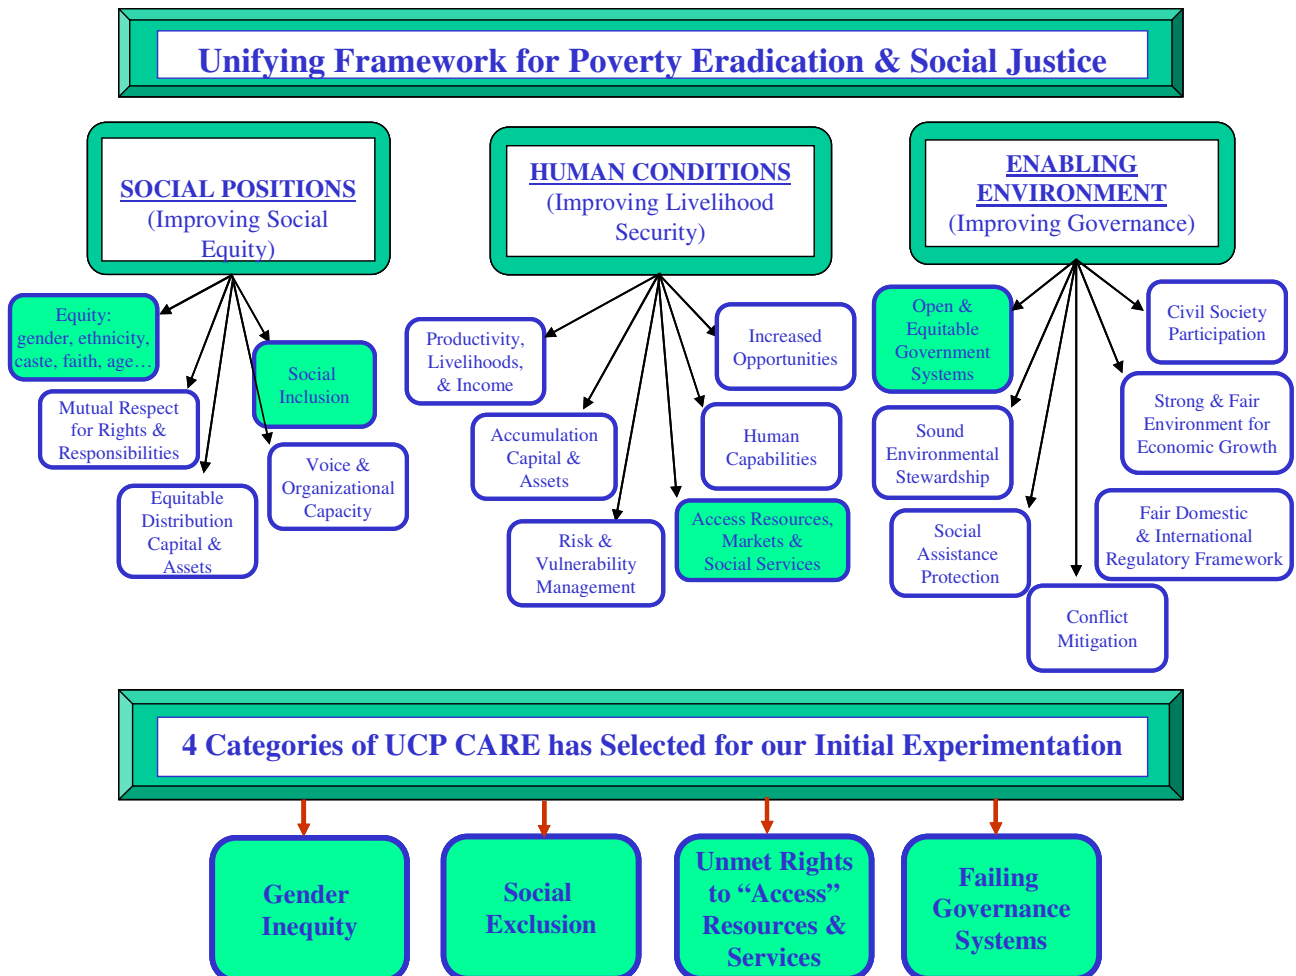 Unifying Framework for Poverty Eradication & Social Justice
SOCIAL POSITIONS
(Improving Social
Equity)
HUMAN CONDITIONS
(Improving Livelihood
Security)
ENABLING
ENVIRONMENT
(Improving Governance)
Equity:
gender, ethnicity,
caste, faith, age…
Social
Inclusion
Mutual Respect
for Rights &
Responsibilities
Voice &
Organizational
Capacity
Equitable
Distribution
Capital &
Assets
Productivity,
Livelihoods,
& Income
Increased
Opportunities
Accumulation
Capital &
Assets
Human
Capabilities
Risk &
Vulnerability
Management
Access Resources,
Markets &
Social Services
Open &
Equitable
Government
Systems
Civil Society
Participation
Sound
Environmental
Stewardship
Strong & Fair
Environment for
Economic Growth
Social
Assistance
Protection
Fair Domestic
& International
Regulatory Framework
Conflict
Mitigation
4 Categories of UCP CARE has Selected for our Initial Experimentation
Gender
Inequity
Social
Exclusion
Unmet Rights
to “Access”
Resources &
Services
Failing
Governance
Systems